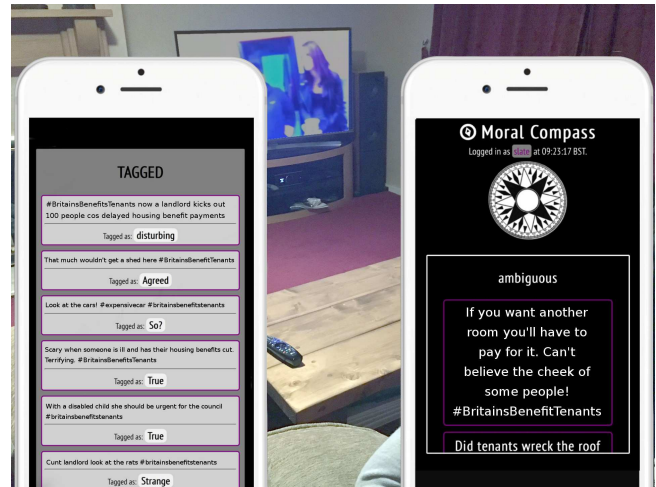 TAGGED
#BritainsBenefitsTenants now a landlord kicks out
100 people cos delayed housing benefit payments
Tagged as: disturbing
That much wouldn't get a shed here #BritainsBenefitTenants
Tagged as: Agreed
Look at the cars! #expensivecar #britainsbenefitstenants
Tagged as: So?
Scary when someone is ill and has their housing benefits cut.
Terrifying. #BritainsBenefitsTenants
Tagged as: True
With a disabled child she should be urgent for the council
#britainsbenefitstenants
Tagged as: True
Cunt landlord look at the rats #britainsbenefitstenants
Tagged as: Strange
Moral Compass
Logged in as slate at 09:23:17 BST.
ambiguous
If you want another
room you'll have to
pay for it. Can't
believe the cheek of
some people!
#BritainsBenefitTenants
Did tenants wreck the roof